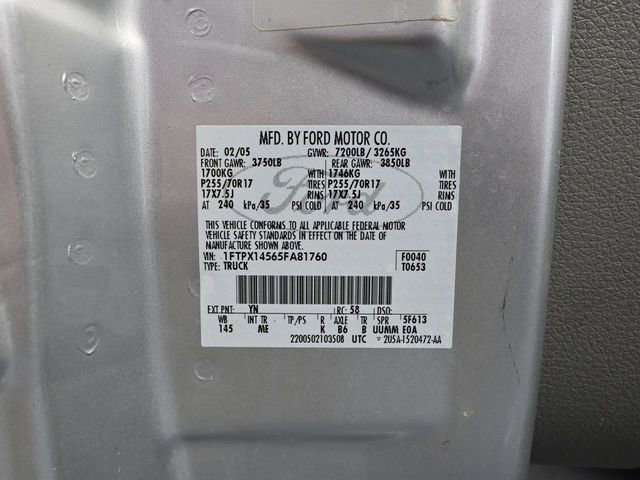 MFD. BY FORD MOTOR CO.
DATE: 02/05 GVWR: 7200LB/ 3265KG
FRONT GAWR: 3750LB REAR GAWR: 3850LB
1700KG WITH 1746KG WITH
P255/70R17 TIRES P255/70R17 TIRES
17X7.5J RIMS 17X7.5J RIMS
AT 240 kPa/35 PSI COLD AT 240 kPa/35 PSI COLD
Ford
THIS VEHICLE CONFORMS TO ALL APPLICABLE FEDERAL MOTOR
VEHICLE SAFETY STANDARDS IN EFFECT ON THE DATE OF
MANUFACTURE SHOWN ABOVE.
VIN: 1FTPX14565FA81760 F0040
TYPE: TRUCK T0653
EXT PNT: YN RC: 58 DSO:
WB INT TR TP/PS R AXLE TR SPR 5F613
145 ME K B6 B UUMM E0A
2200502103508 UTC ▽ 2U5A-1520472-AA